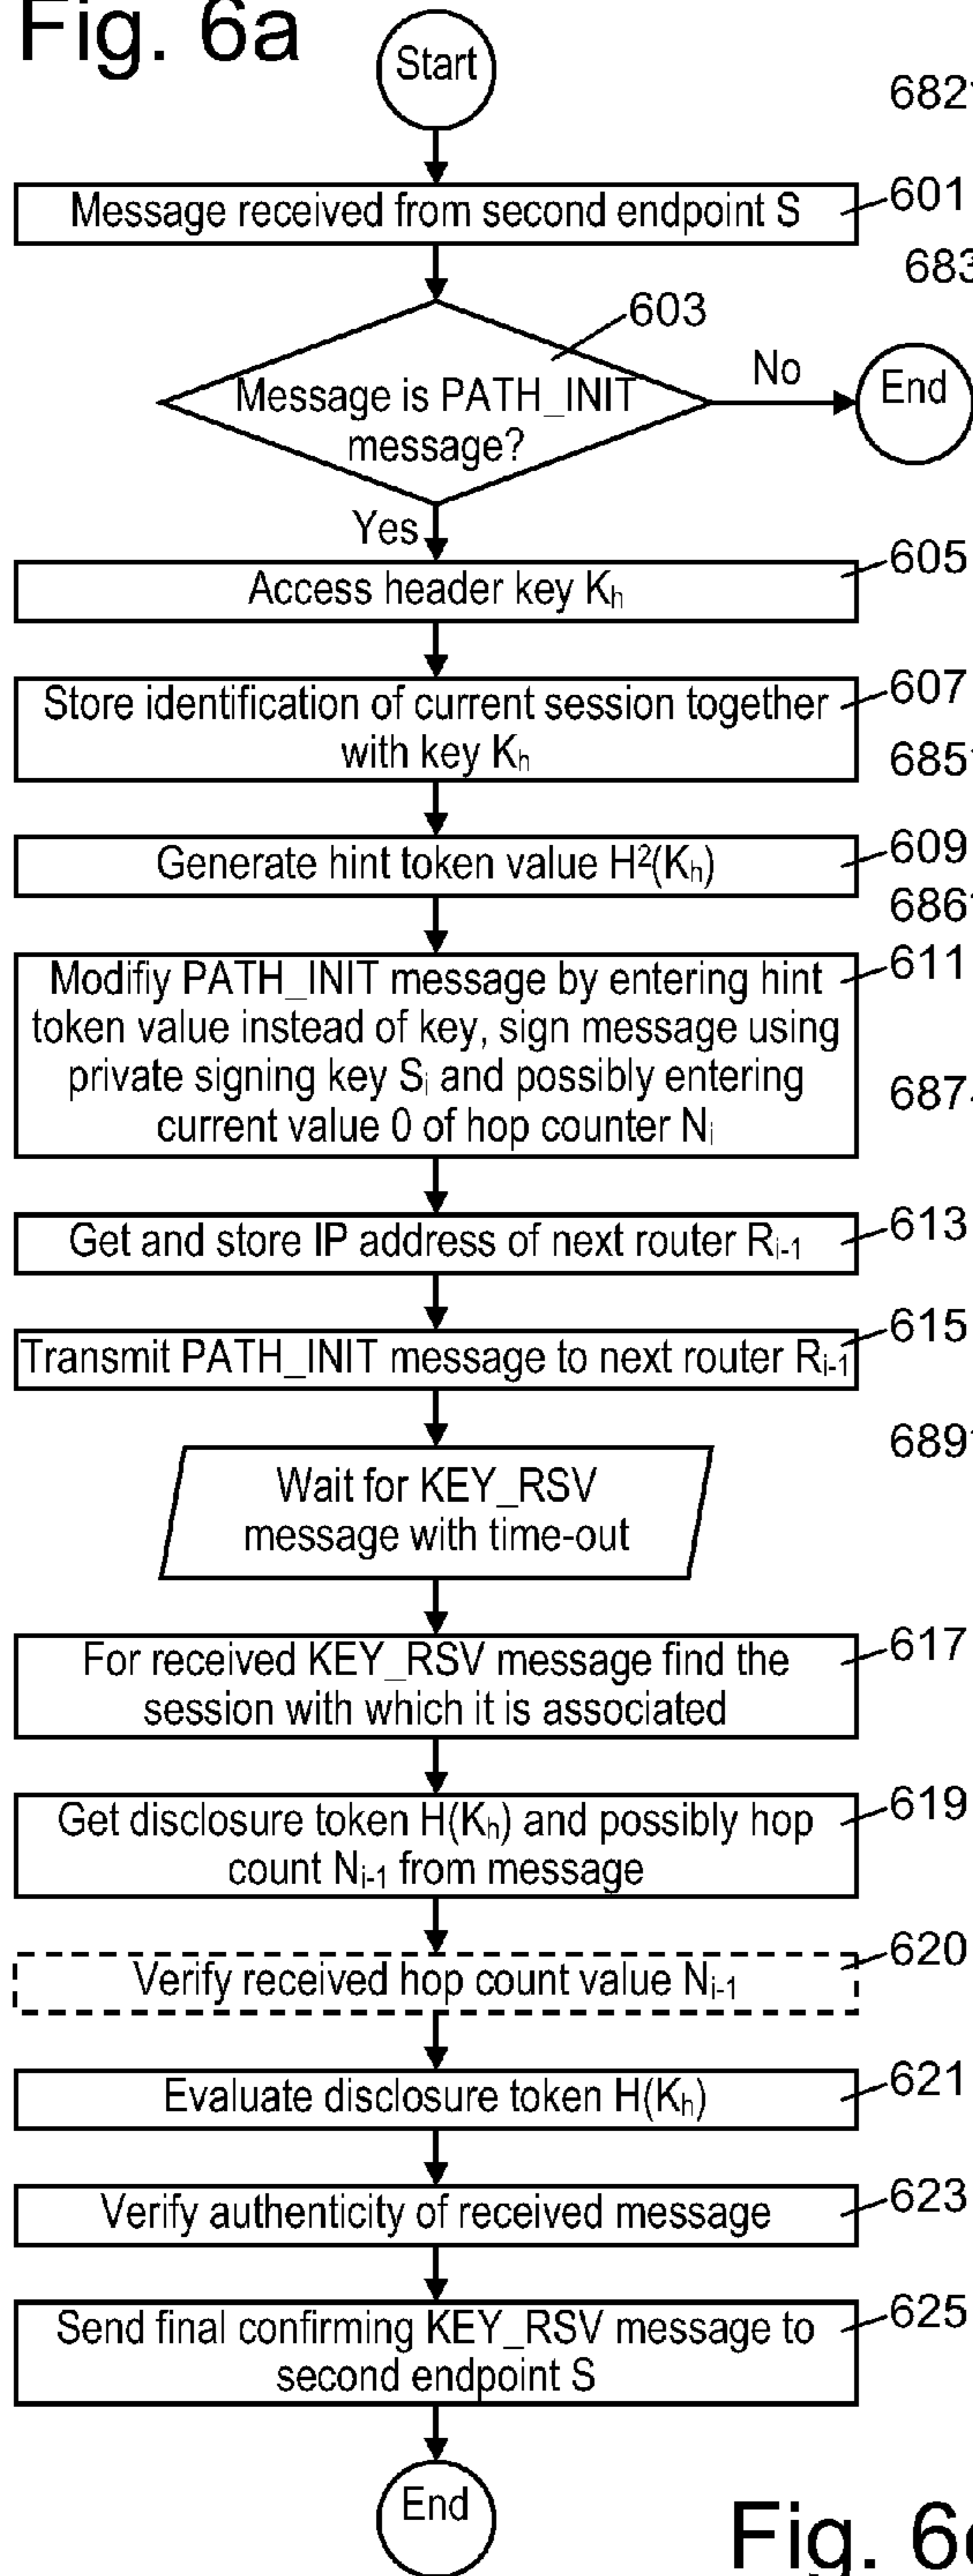 Fig. 6a
Start
682
Message received from second endpoint S
601
683
603
Message is PATH_INIT
message?
No
End
Yes
605
Access header key Kh
Store identification of current session together
with key Kh
607
685
Generate hint token value H²(Kh)
609
686
Modifiy PATH_INIT message by entering hint
token value instead of key, sign message using
private signing key Si and possibly entering
current value 0 of hop counter Ni
611
687
Get and store IP address of next router Ri-1
613
Transmit PATH_INIT message to next router Ri-1
615
689
Wait for KEY_RSV
message with time-out
For received KEY_RSV message find the
session with which it is associated
617
Get disclosure token H(Kh) and possibly hop
count Ni-1 from message
619
620
Verify received hop count value Ni-1
Evaluate disclosure token H(Kh)
621
Verify authenticity of received message
623
Send final confirming KEY_RSV message to
second endpoint S
625
End
Fig. 6